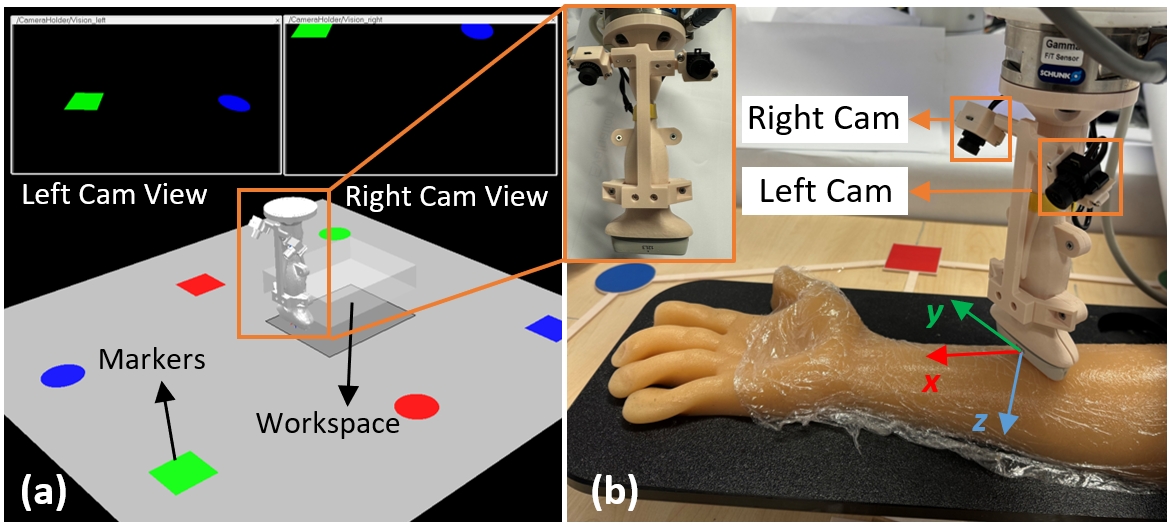 /CameraHolder/Vision_left
x
/CameraHolder/Vision_right
x
Left Cam View
Right Cam View
Markers
Workspace
(a)
Right Cam
Left Cam
Gamma
F/T Sensor
SCHUNK
y
x
z
(b)